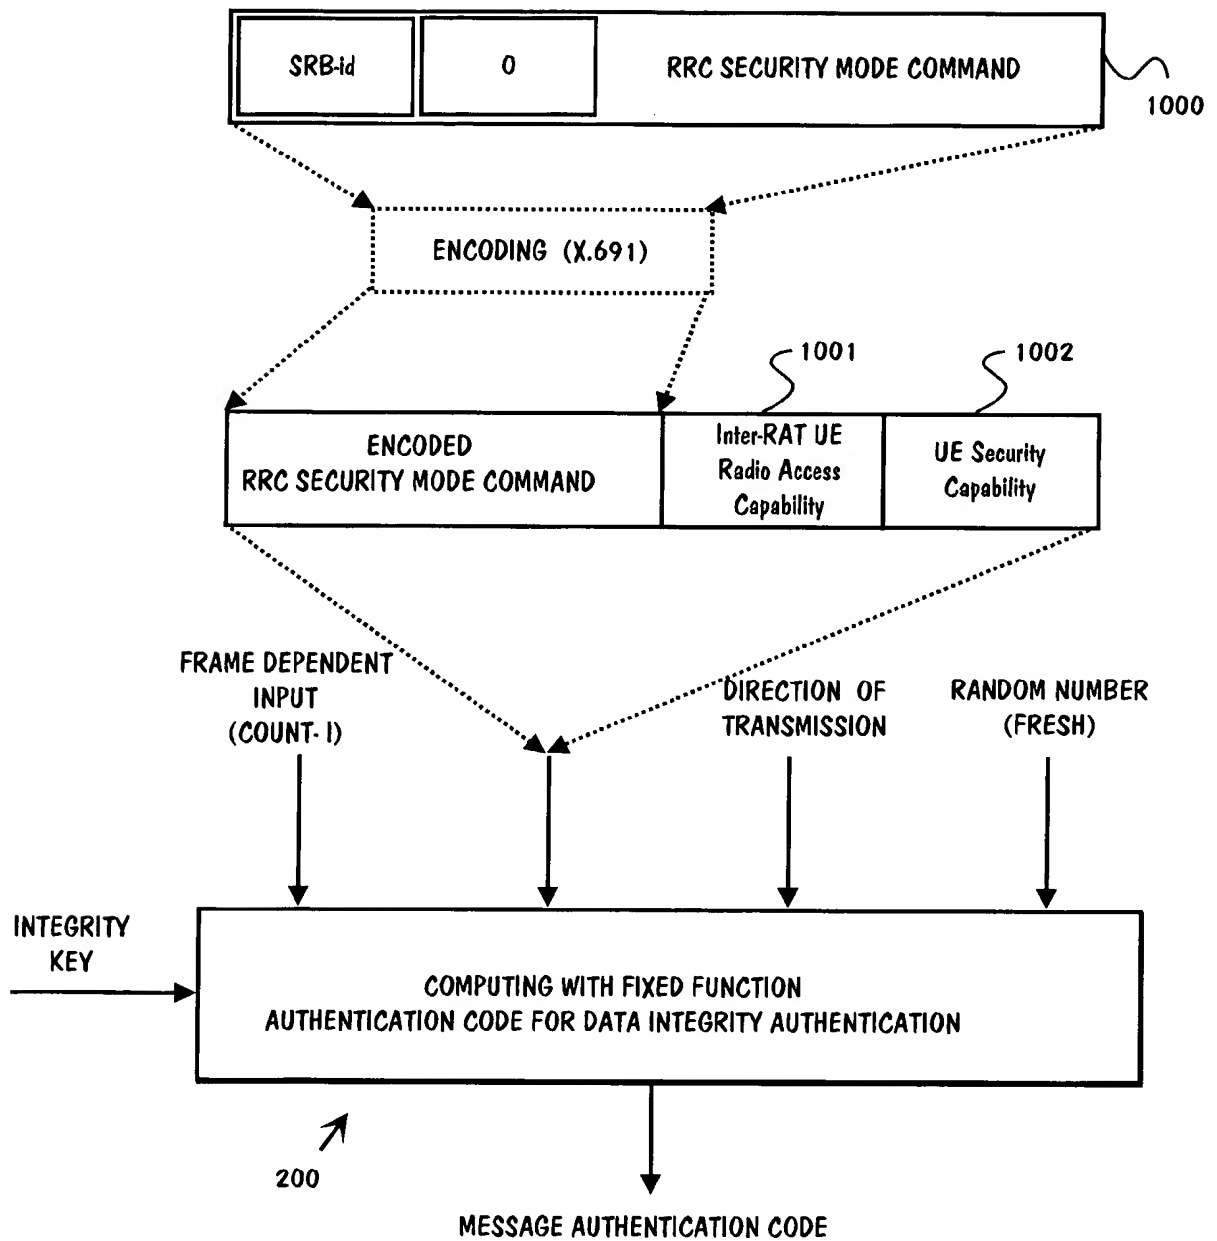 SRB-id
0
RRC SECURITY MODE COMMAND
1000
ENCODING (X.691)
1001
1002
ENCODED
RRC SECURITY MODE COMMAND
Inter-RAT UE
Radio Access
Capability
UE Security
Capability
FRAME DEPENDENT
INPUT
(COUNT- I)
DIRECTION OF
TRANSMISSION
RANDOM NUMBER
(FRESH)
INTEGRITY
KEY
COMPUTING WITH FIXED FUNCTION
AUTHENTICATION CODE FOR DATA INTEGRITY AUTHENTICATION
200
MESSAGE AUTHENTICATION CODE